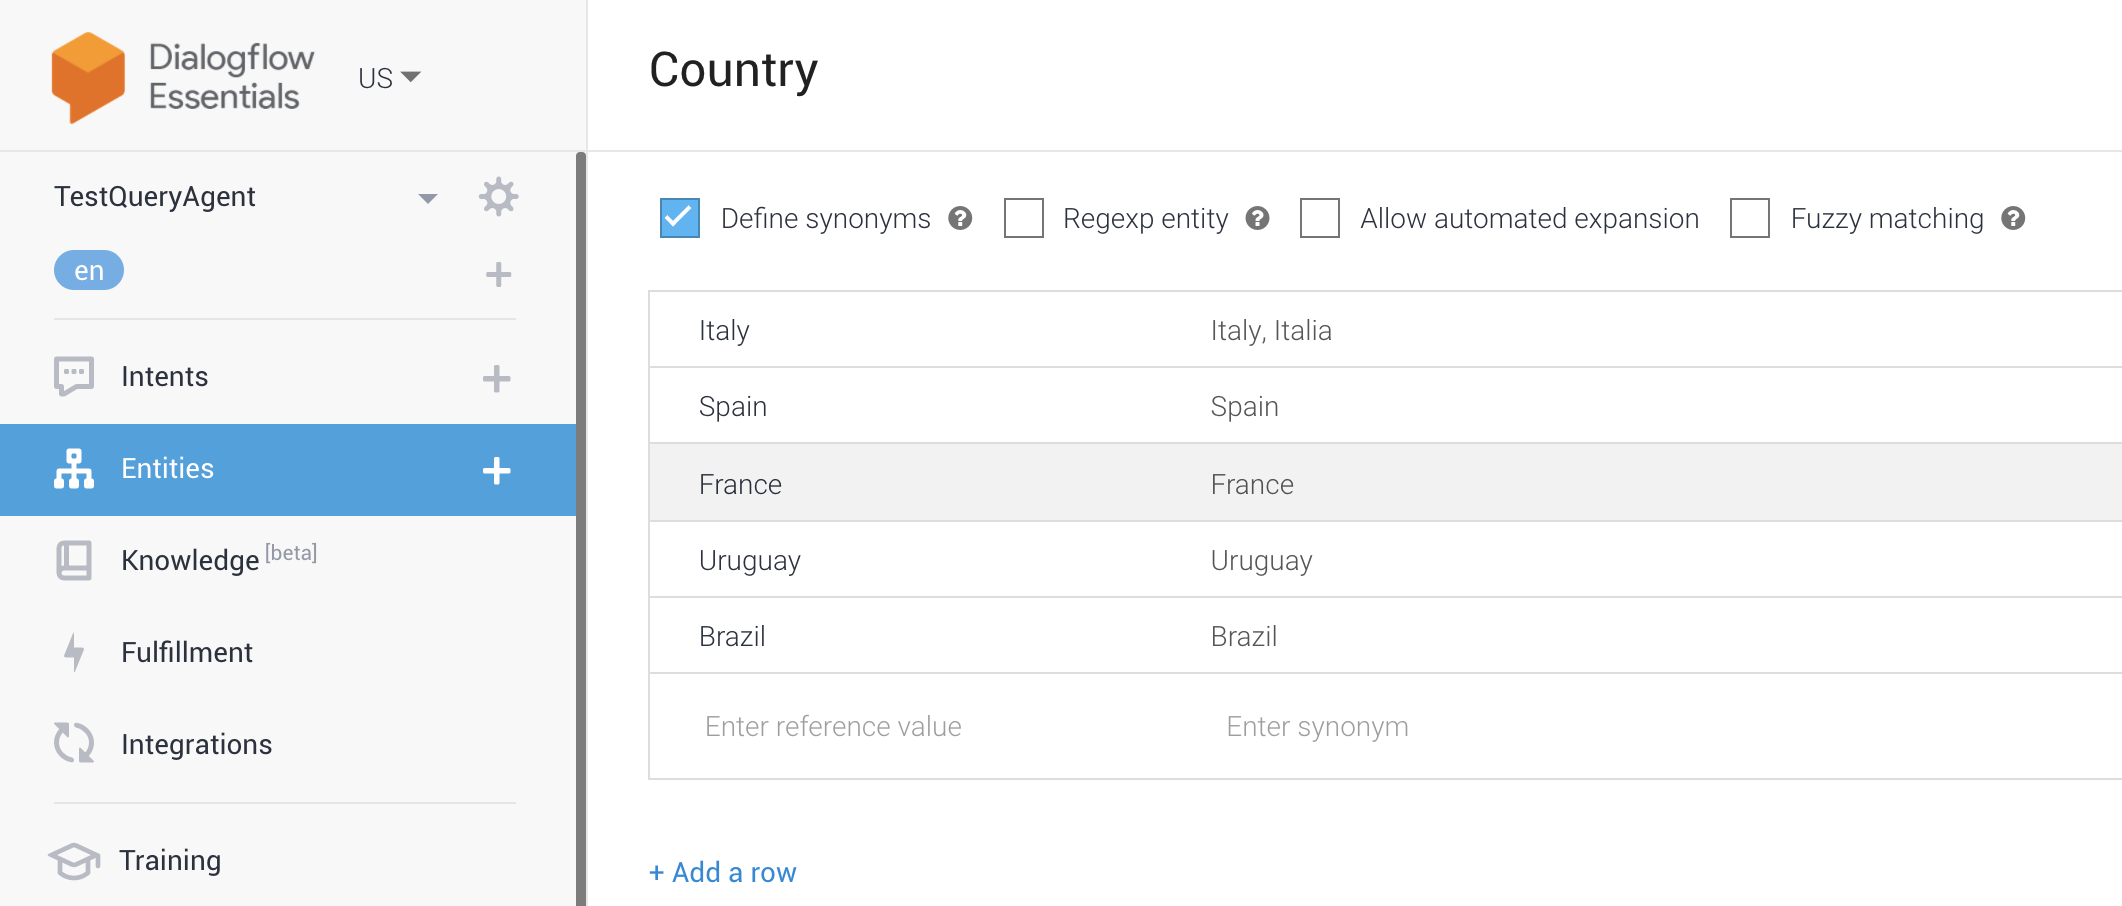 Dialogflow
Essentials
US
TestQueryAgent
en
Intents
Entities
Knowledge [beta]
Fulfillment
Integrations
Training
Country
Define synonyms ? Regexp entity ? Allow automated expansion Fuzzy matching ?
Italy Italy, Italia
Spain Spain
France France
Uruguay Uruguay
Brazil Brazil
Enter reference value Enter synonym
+ Add a row